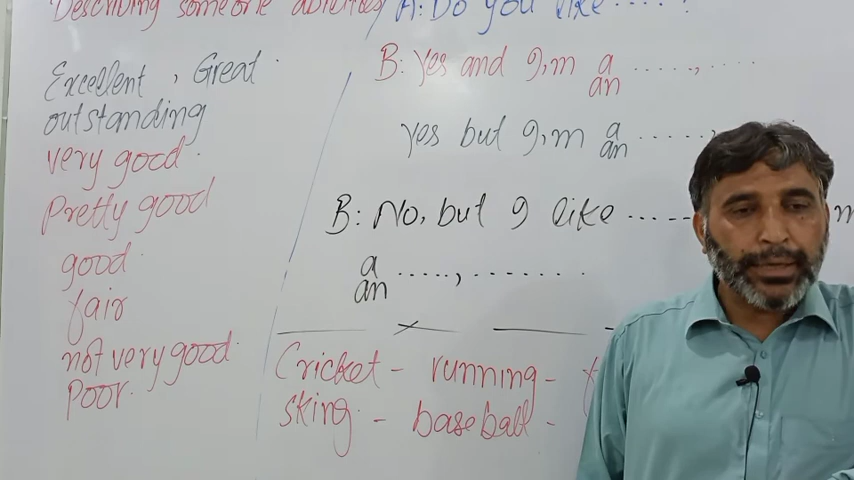 Describing someone abilities
Excellent, Great
outstanding
very good.
Pretty good
good.
fair
not very good.
Poor.
A: Do you like .....?
B: Yes and I,m a ....., ....
an
yes but I,m a .....,
an
B: No, but I like ......
a ....., .......
an
Cricket - running -
sking. - baseball -